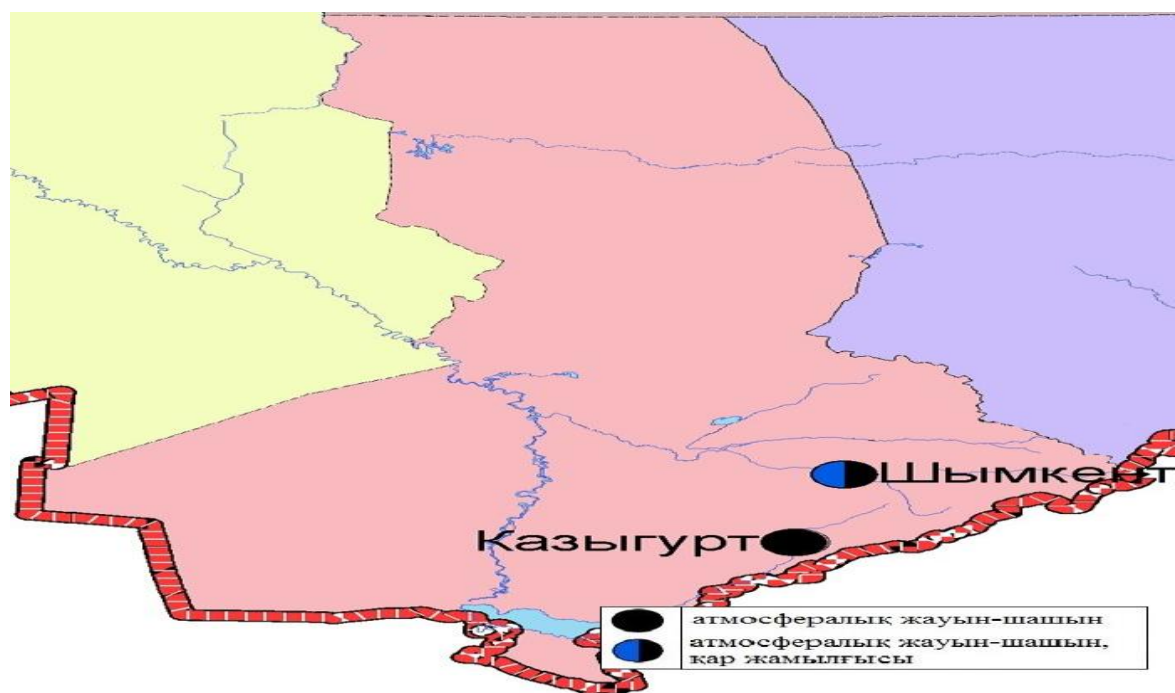 Шымкент
Казыгурт
атмосфералық жауын-шашын
атмосфералық жауын-шашын,
қар жамылғысы